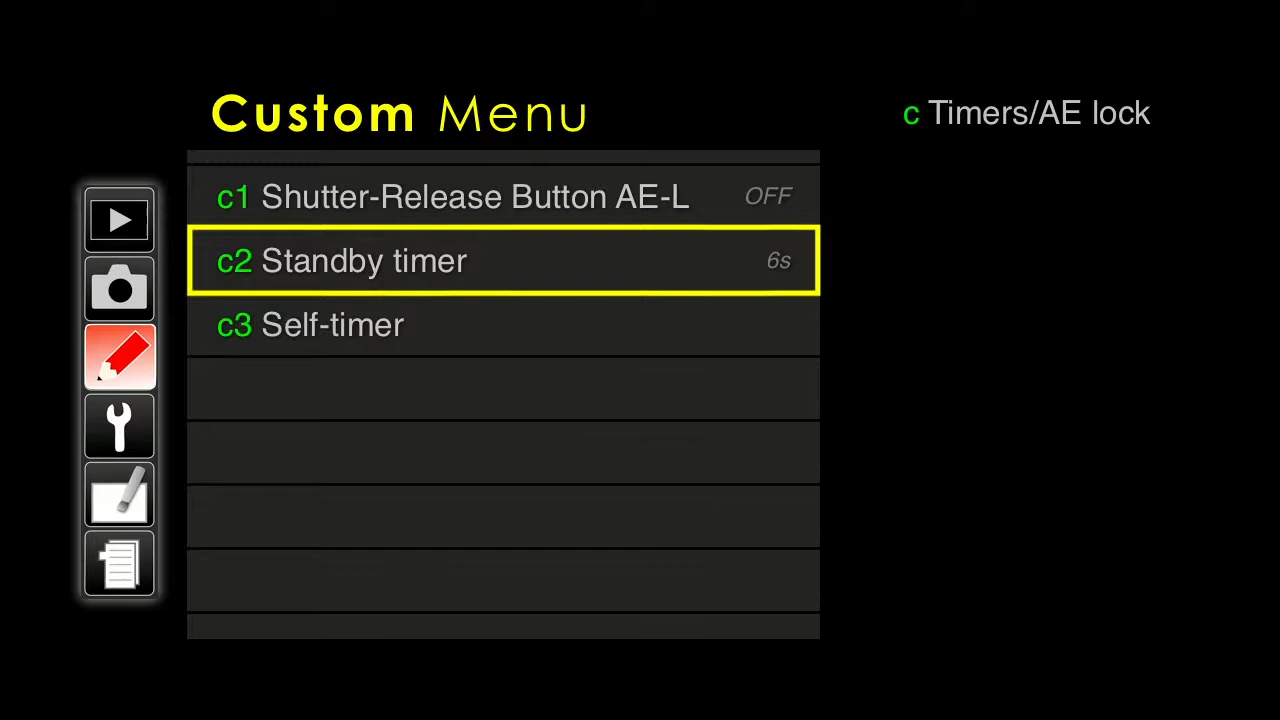 Custom Menu
c Timers/AE lock
c1 Shutter-Release Button AE-L OFF
c2 Standby timer 6s
c3 Self-timer